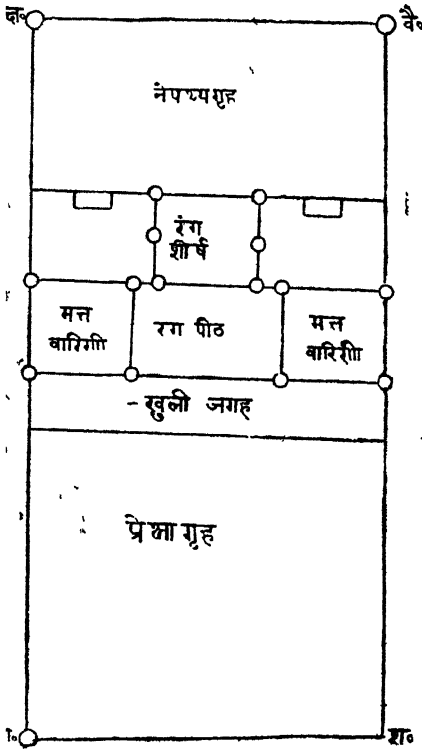 क्ष॰ वै॰
नेपथ्यगृह
रंग
शीर्ष
मत्त
वारिणी
रग पीठ
मत्त
वारिणी
- खुली जगह
प्रेक्षा गृह
श॰